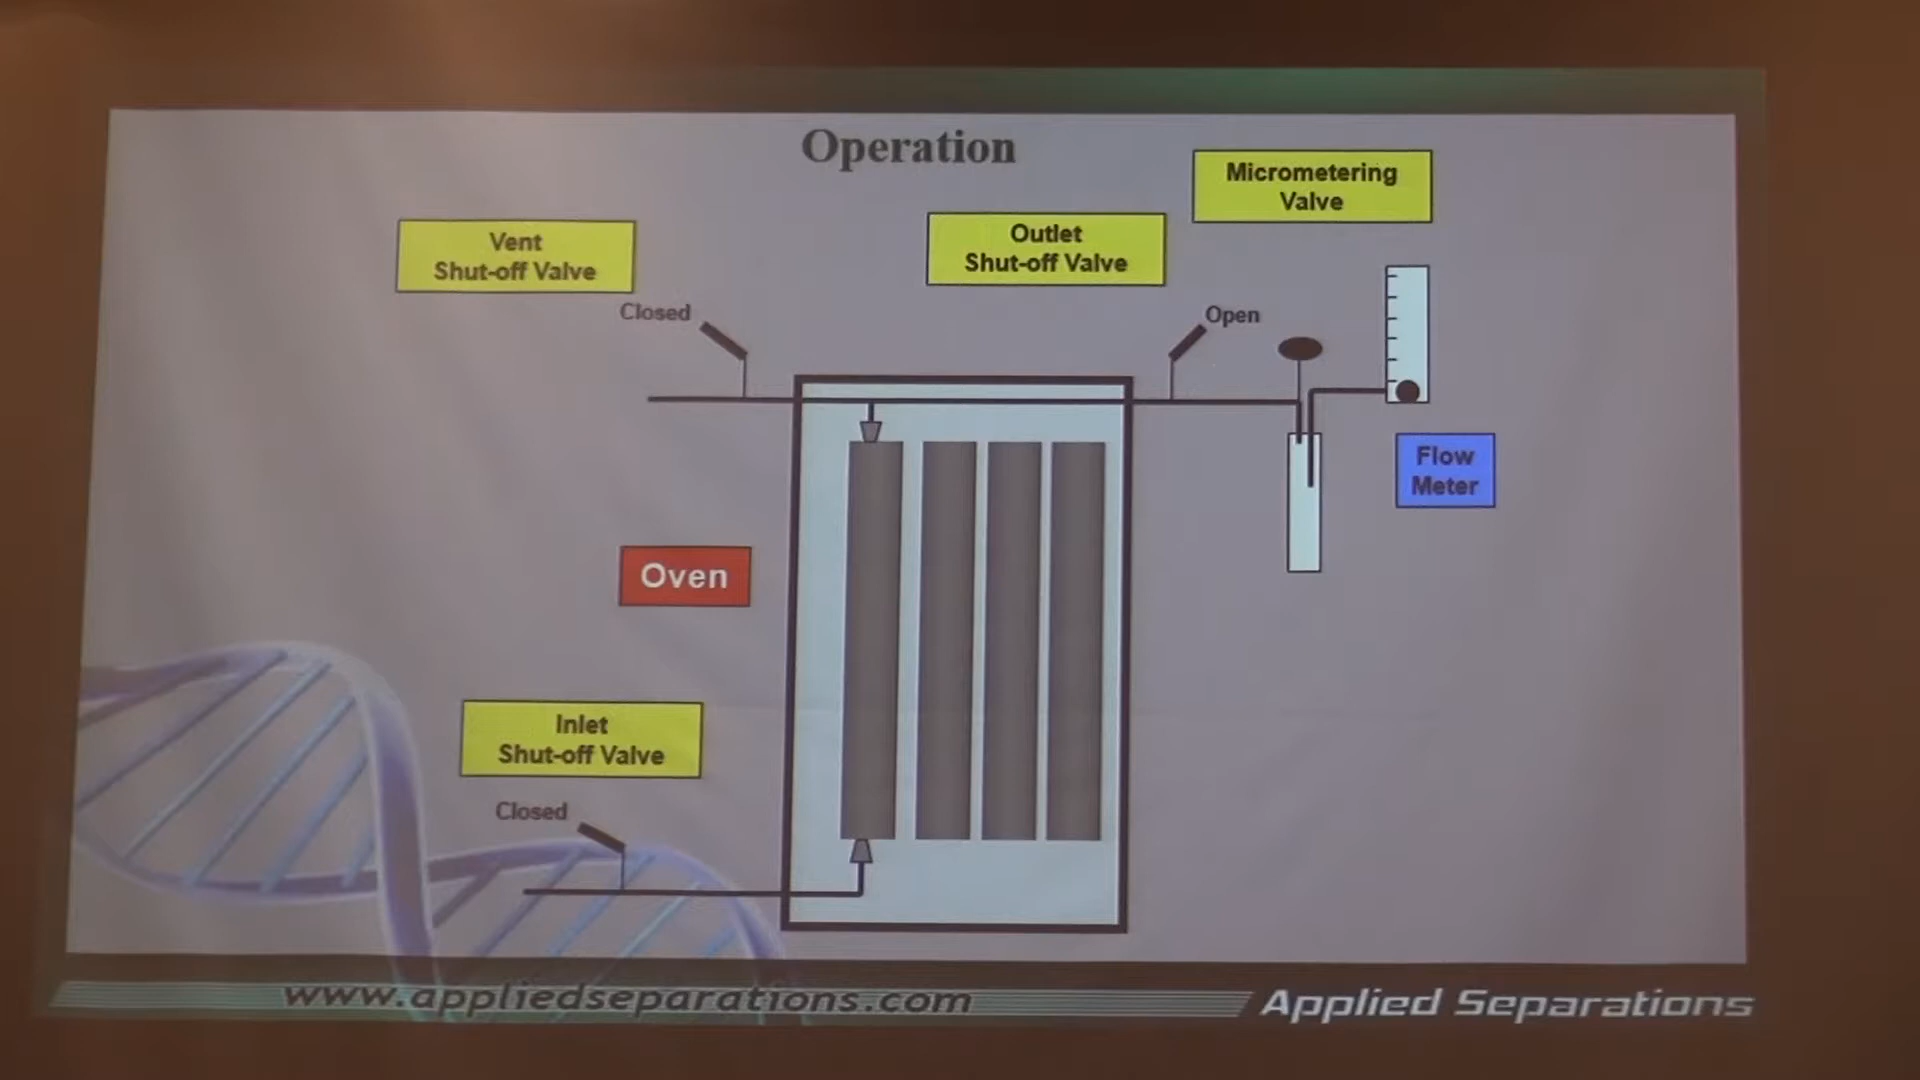 Operation
Micrometering
Valve
Vent
Shut-off Valve
Outlet
Shut-off Valve
Closed
Open
Flow
Meter
Oven
Inlet
Shut-off Valve
Closed
www.appliedseparations.com
Applied Separations